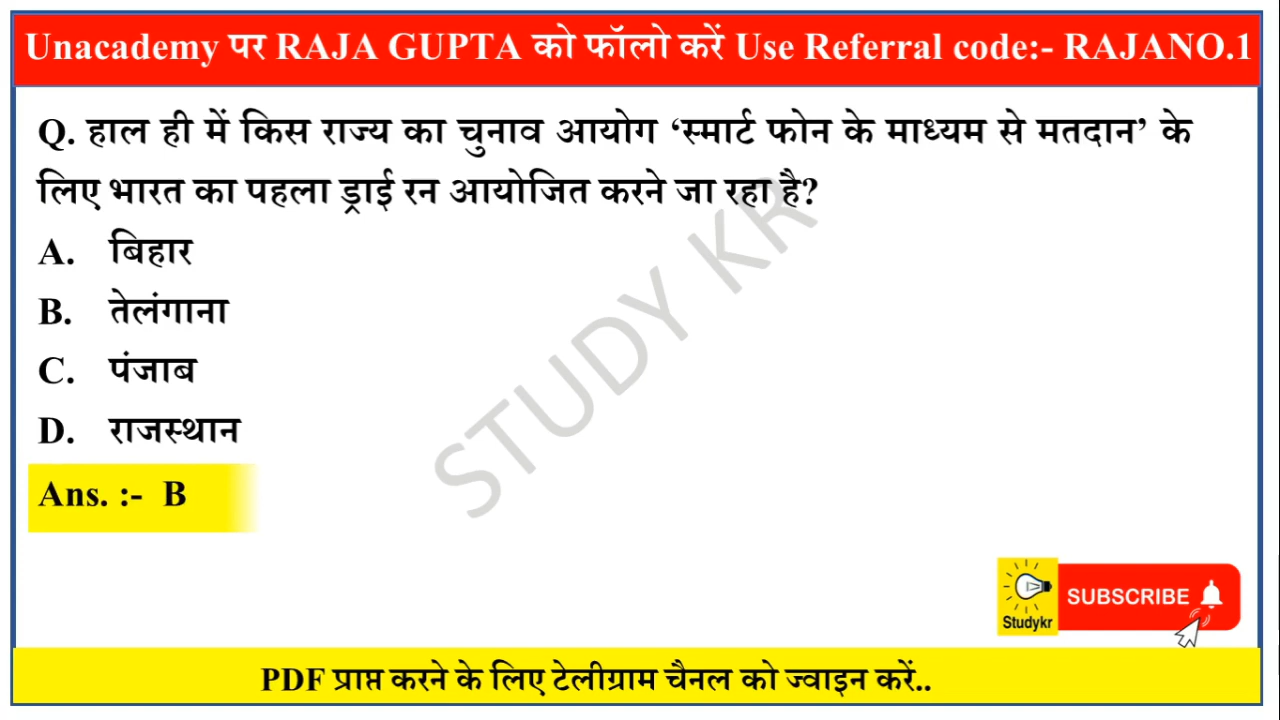 Unacademy पर RAJA GUPTA को फॉलो करें Use Referral code:- RAJANO.1
Q. हाल ही में किस राज्य का चुनाव आयोग ‘स्मार्ट फोन के माध्यम से मतदान’ के
लिए भारत का पहला ड्राई रन आयोजित करने जा रहा है?
A. बिहार
B. तेलंगाना
C. पंजाब
D. राजस्थान
Ans. :- B
STUDY KR
SUBSCRIBE
Studykr
PDF प्राप्त करने के लिए टेलीग्राम चैनल को ज्वाइन करें..